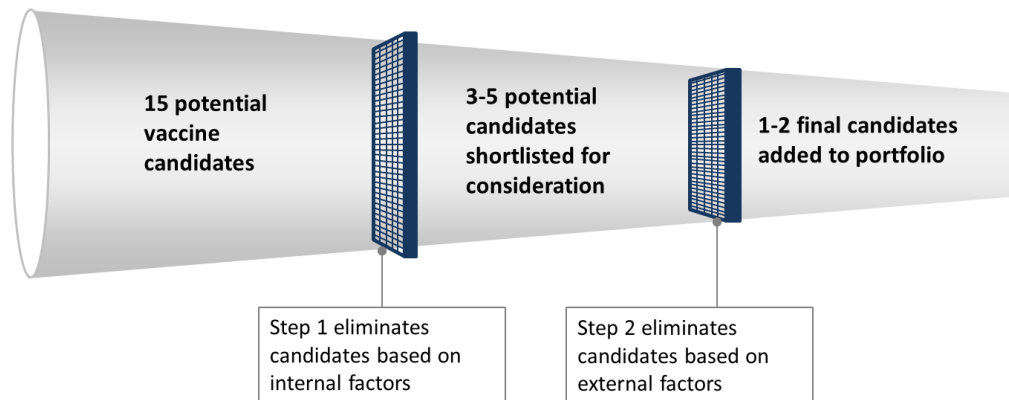 15 potential
vaccine
candidates
3-5 potential
candidates
shortlisted for
consideration
1-2 final candidates
added to portfolio
Step 1 eliminates
candidates based on
internal factors
Step 2 eliminates
candidates based on
external factors